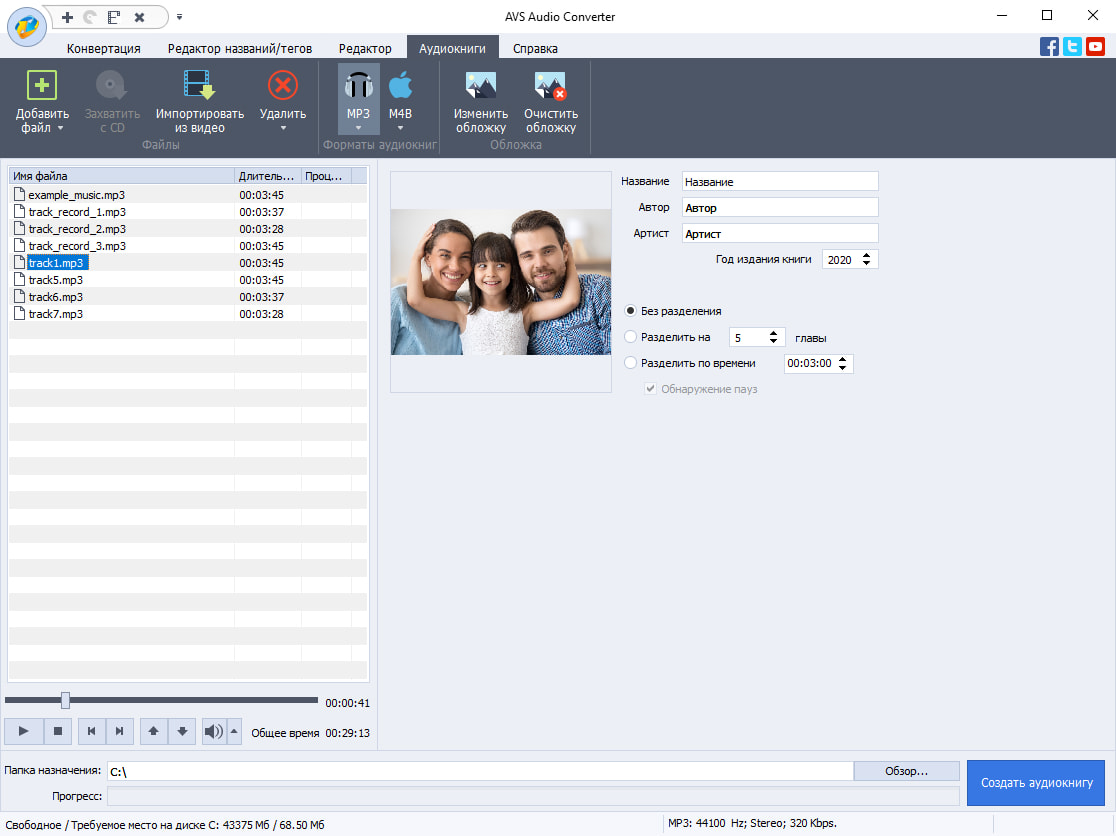 AVS Audio Converter
Конвертация Редактор названий/тегов Редактор Аудиокниги Справка
Добавить файл
Захватить с CD
Импортировать из видео
Удалить
MP3
M4B
Изменить обложку
Очистить обложку
Файлы
Форматы аудиокниг
Обложка
Имя файла Длитель... Проц...
example_music.mp3 00:03:45
track_record_1.mp3 00:03:37
track_record_2.mp3 00:03:28
track_record_3.mp3 00:03:45
track1.mp3 00:03:45
track5.mp3 00:03:45
track6.mp3 00:03:37
track7.mp3 00:03:28
00:00:41
Общее время 00:29:13
Название Название
Автор Автор
Артист Артист
Год издания книги 2020
Без разделения
Разделить на 5 главы
Разделить по времени 00:03:00
Обнаружение пауз
Папка назначения: C:\ Обзор...
Прогресс:
Создать аудиокнигу
Свободное / Требуемое место на диске C: 43375 Мб / 68.50 Мб
MP3: 44100 Hz; Stereo; 320 Kbps.